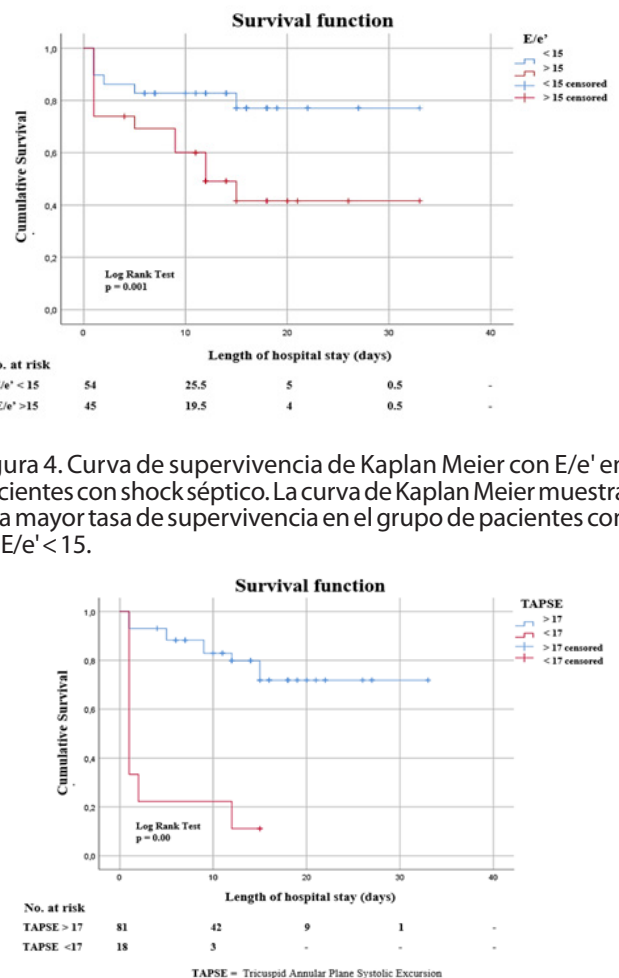 Survival function
E/e'
< 15
> 15
< 15 censored
> 15 censored
1,0
0,8
0,6
0,4
0,2
0,0
Cumulative Survival
Log Rank Test
p = 0.001
0 10 20 30 40
Length of hospital stay (days)
. at risk
/e' < 15 54 25.5 5 0.5 -
/e' >15 45 19.5 4 0.5 -
gura 4. Curva de supervivencia de Kaplan Meier con E/e' en
cientes con shock séptico. La curva de Kaplan Meier muestra
a mayor tasa de supervivencia en el grupo de pacientes con
E/e' < 15.
Survival function
TAPSE
> 17
< 17
> 17 censored
< 17 censored
1,0
0,8
0,6
0,4
0,2
0,0
Cumulative Survival
Log Rank Test
p = 0.00
0 10 20 30 40
Length of hospital stay (days)
No. at risk
TAPSE > 17 81 42 9 1 -
TAPSE <17 18 3 - - -
TAPSE = Tricuspid Annular Plane Systolic Excursion